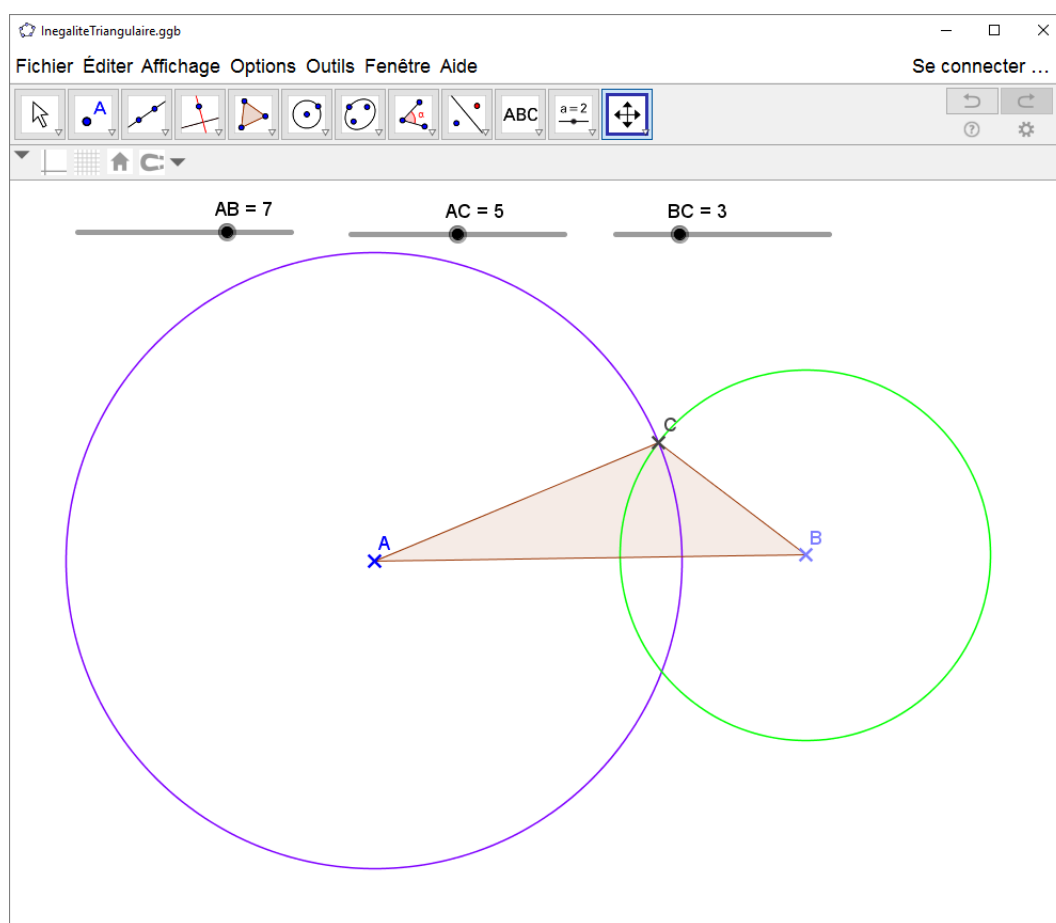 InegaliteTriangulaire.ggb
Fichier Éditer Affichage Options Outils Fenêtre Aide Se connecter ...
A α ABC a=2
AB = 7 AC = 5 BC = 3
C
A
B